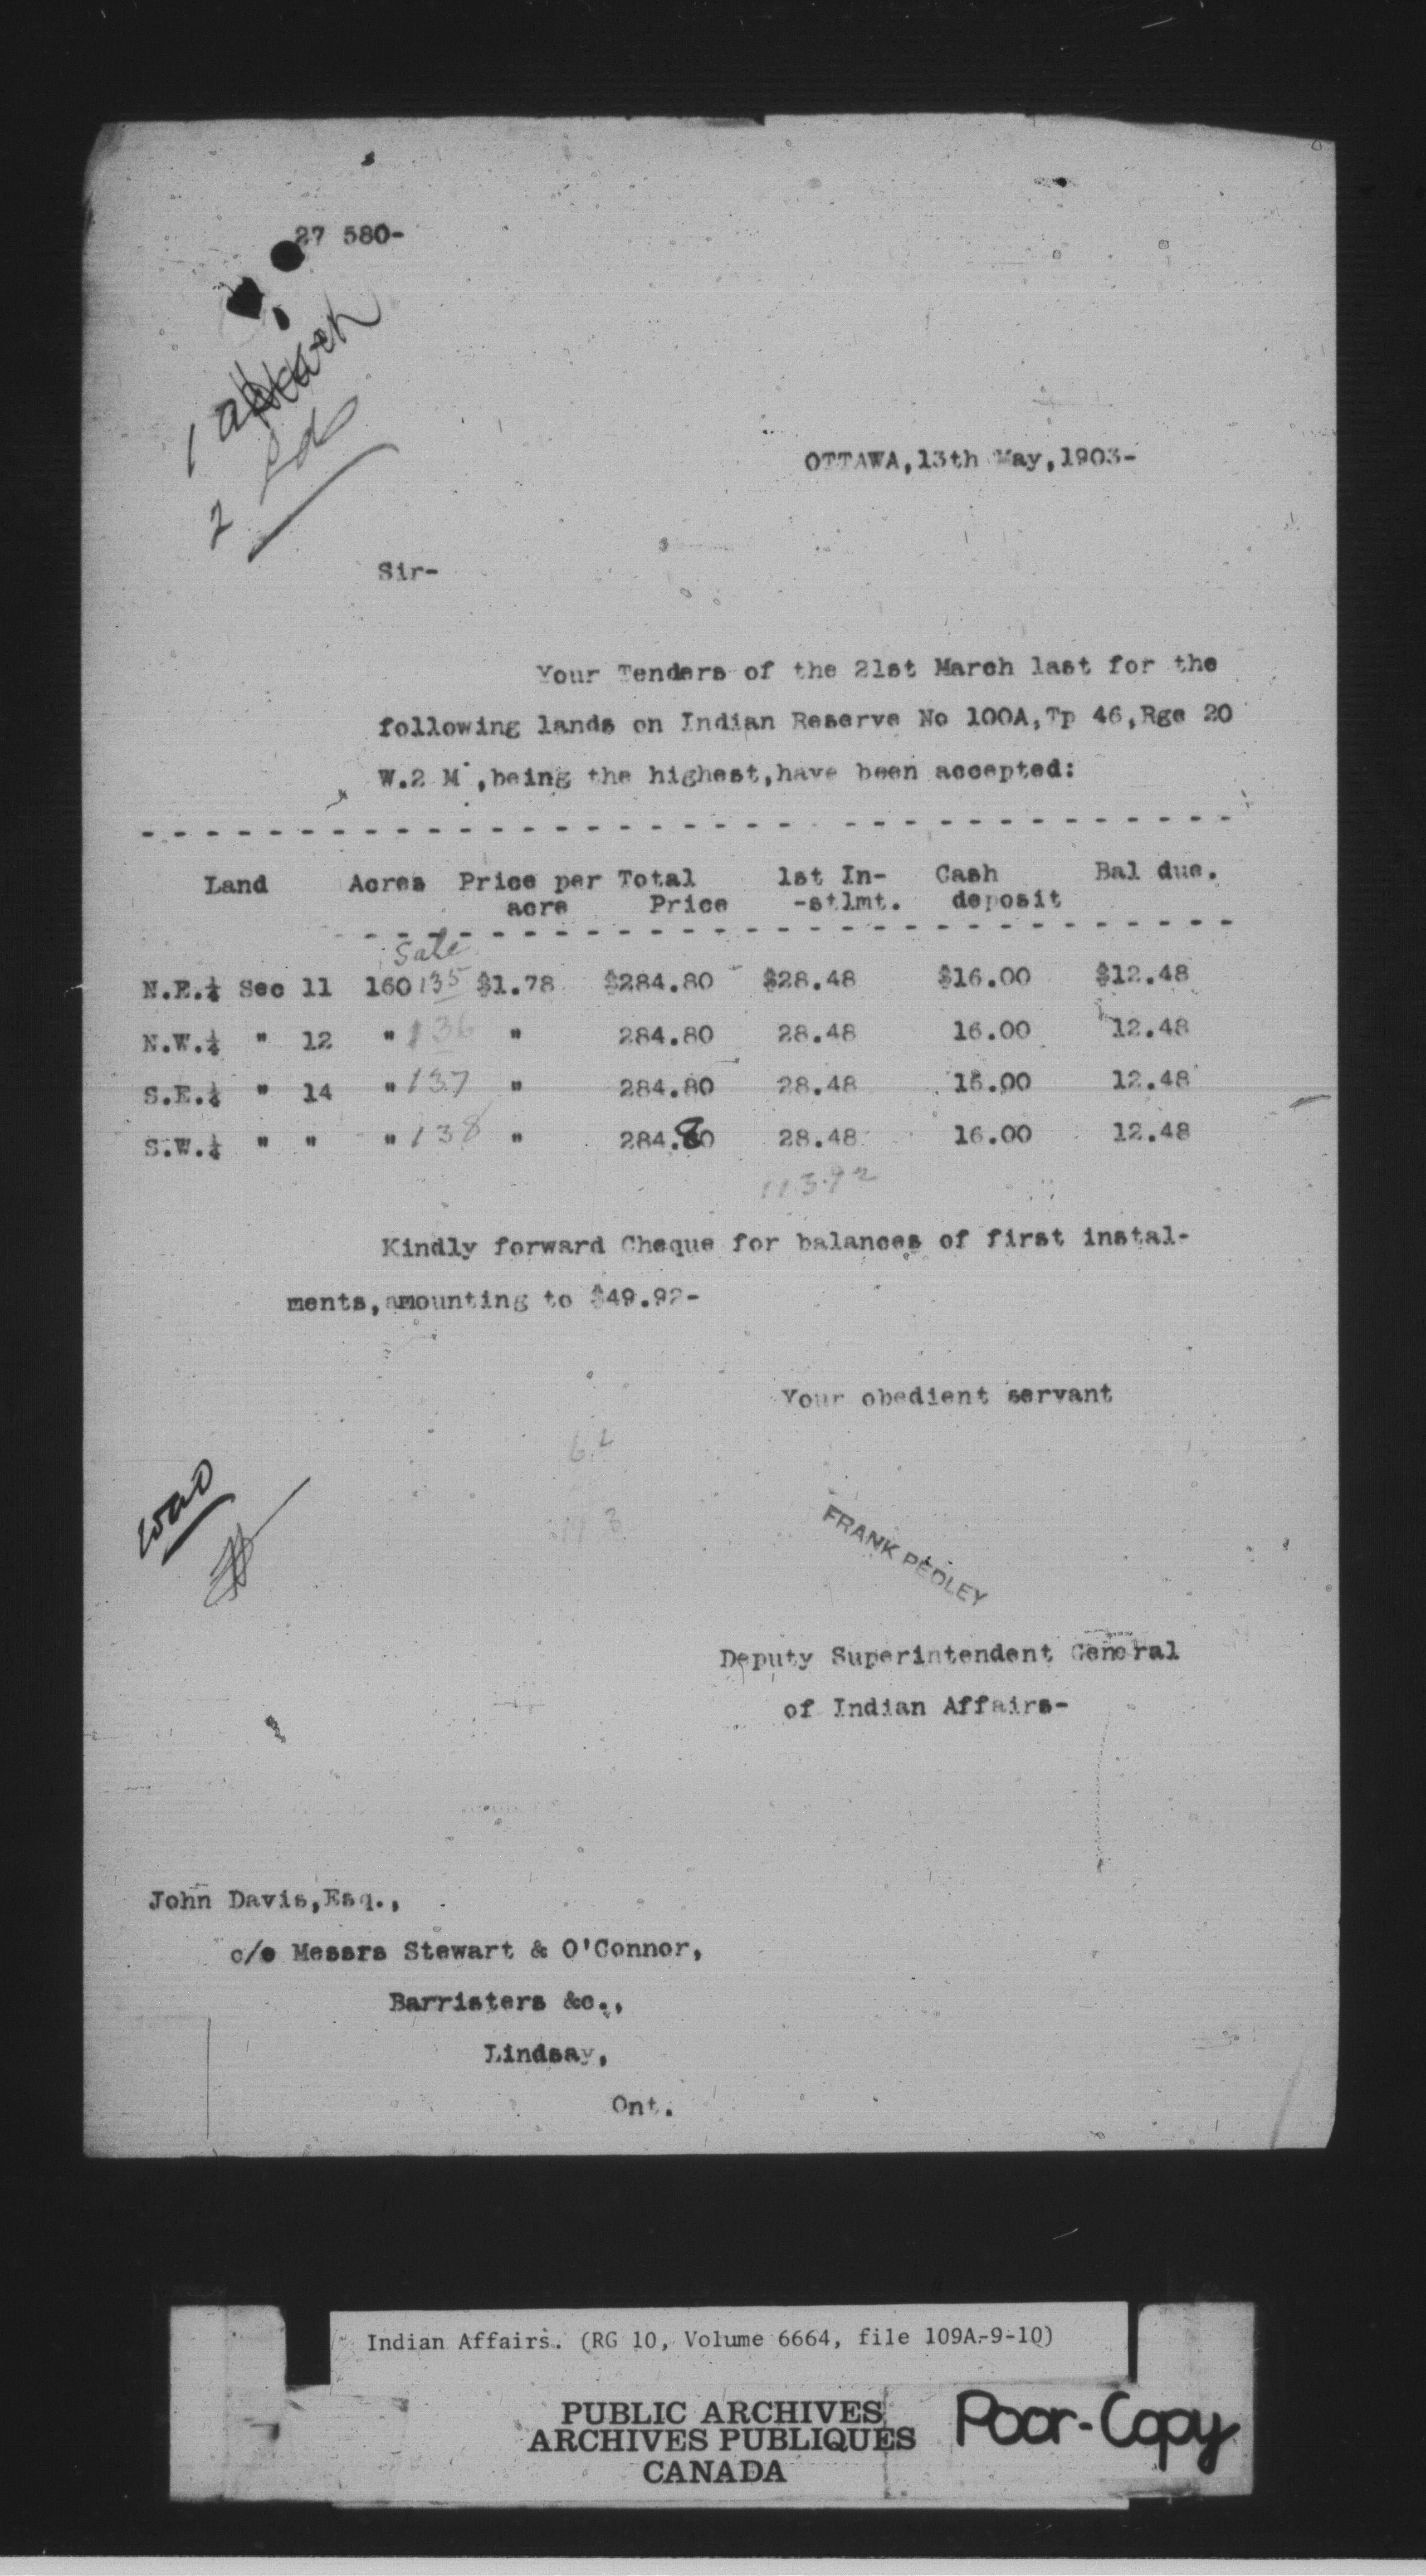 27 580-
1 attach
2 
OTTAWA,13th May,1903-
Sir-
Your Tenders of the 21st March last for the
following lands on Indian Reserve No 100A,Tp 46,Rge 20
W.2 M ,being the highest,have been accepted:
Land Acres Price per Total 1st In- Cash Bal due.
acre Price -stlmt. deposit
Sale
N.E.¼ Sec 11 160 135 $1.78 $284.80 $28.48 $16.00 $12.48
N.W.¼ " 12 " 136 " 284.80 28.48 16.00 12.48
S.E.¼ " 14 " 137 " 284.80 28.48 16.00 12.48
S.W.¼ " " " 138 " 284.80 28.48 16.00 12.48
113.92
Kindly forward Cheque for balances of first instal-
ments,amounting to $49.92-
Your obedient servant
FRANK PEDLEY
Deputy Superintendent General
of Indian Affairs-
John Davis,Esq.,
c/o Messrs Stewart & O'Connor,
Barristers &c.,
Lindsay,
Ont.
Indian Affairs. (RG 10, Volume 6664, file 109A-9-10)
PUBLIC ARCHIVES
ARCHIVES PUBLIQUES
CANADA
Poor-Copy